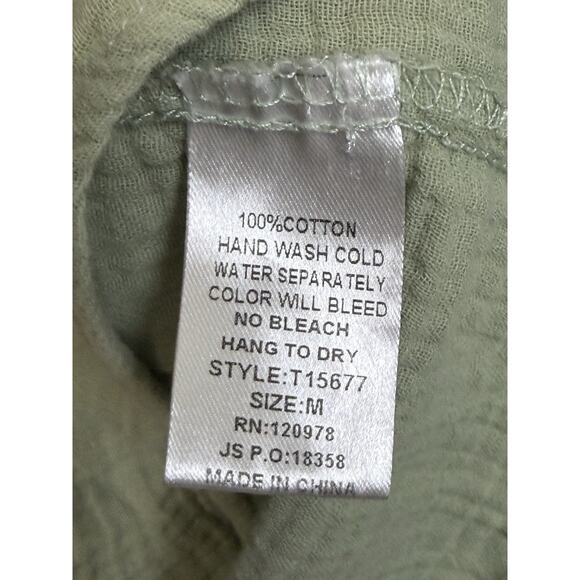 100%COTTON
HAND WASH COLD
WATER SEPARATELY
COLOR WILL BLEED
NO BLEACH
HANG TO DRY
STYLE:T15677
SIZE:M
RN:120978
JS P.O:18358
MADE IN CHINA